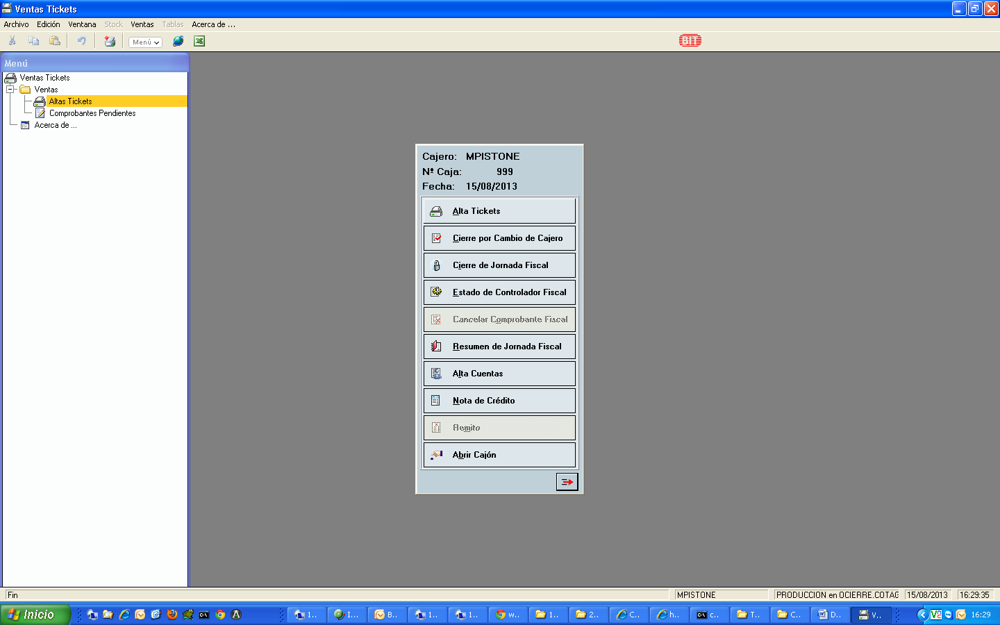 Ventas Tickets
Archivo Edición Ventana Stock Ventas Tablas Acerca de ...
Menú
Menú
Ventas Tickets
Ventas
Altas Tickets
Comprobantes Pendientes
Acerca de ...
Cajero: MPISTONE
Nº Caja: 999
Fecha: 15/08/2013
Alta Tickets
Cierre por Cambio de Cajero
Cierre de Jornada Fiscal
Estado de Controlador Fiscal
Cancelar Comprobante Fiscal
Resumen de Jornada Fiscal
Alta Cuentas
Nota de Crédito
Remito
Abrir Cajón
Fin MPISTONE PRODUCCION en OCIERRE.COTAG 15/08/2013 16:29:35
Inicio 1.. I... B.. 1.. 1.. w.. 1.. 2.. C.. h.. c... T.. C.. D.. V.. 16:29